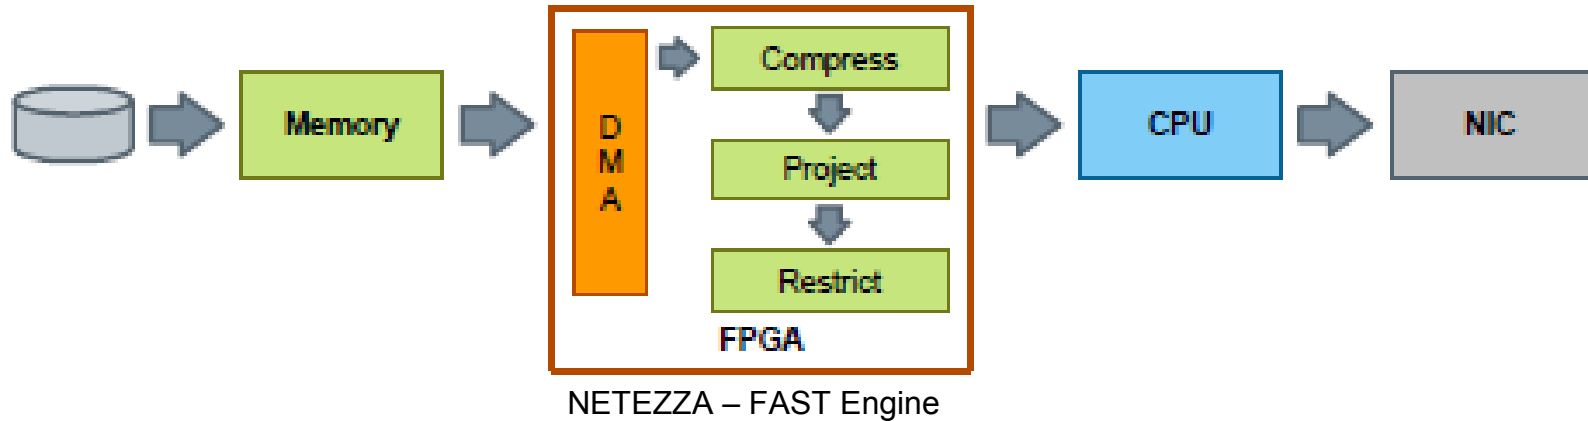 Memory
D
M
A
Compress
Project
Restrict
FPGA
CPU
NIC
NETEZZA – FAST Engine